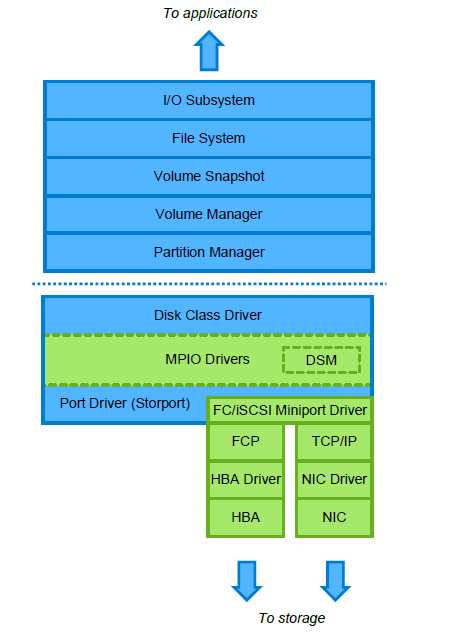 To applications
I/O Subsystem
File System
Volume Snapshot
Volume Manager
Partition Manager
Disk Class Driver
MPIO Drivers
DSM
Port Driver (Storport)
FC/iSCSI Miniport Driver
FCP
TCP/IP
HBA Driver
NIC Driver
HBA
NIC
To storage